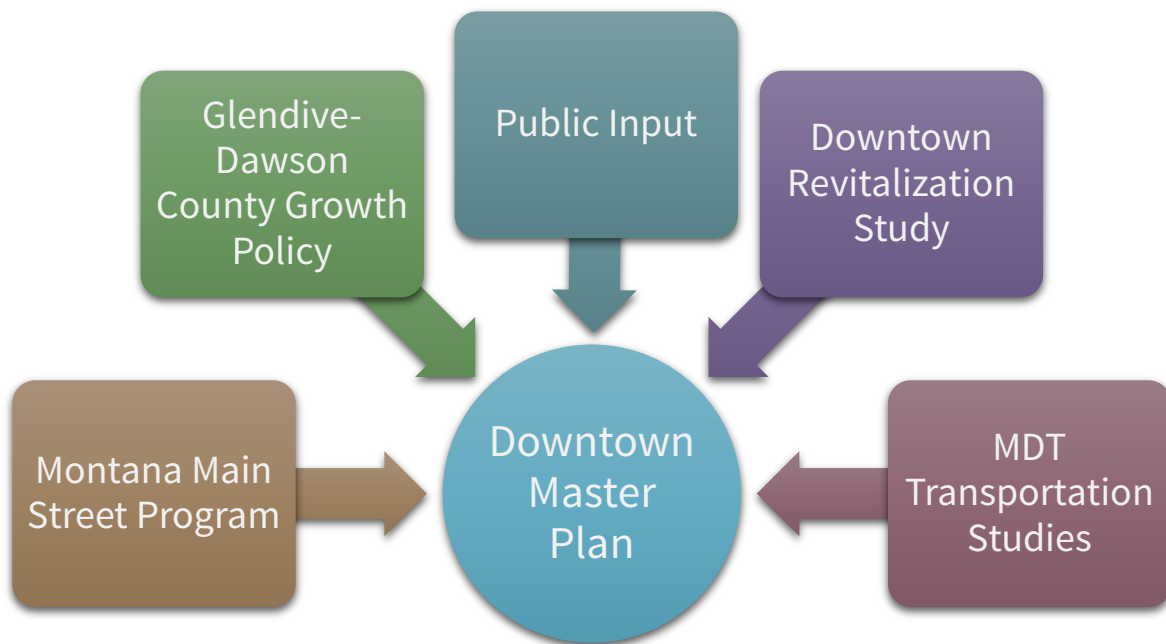 Glendive-
Dawson
County Growth
Policy
Public Input
Downtown
Revitalization
Study
Montana Main
Street Program
Downtown
Master
Plan
MDT
Transportation
Studies